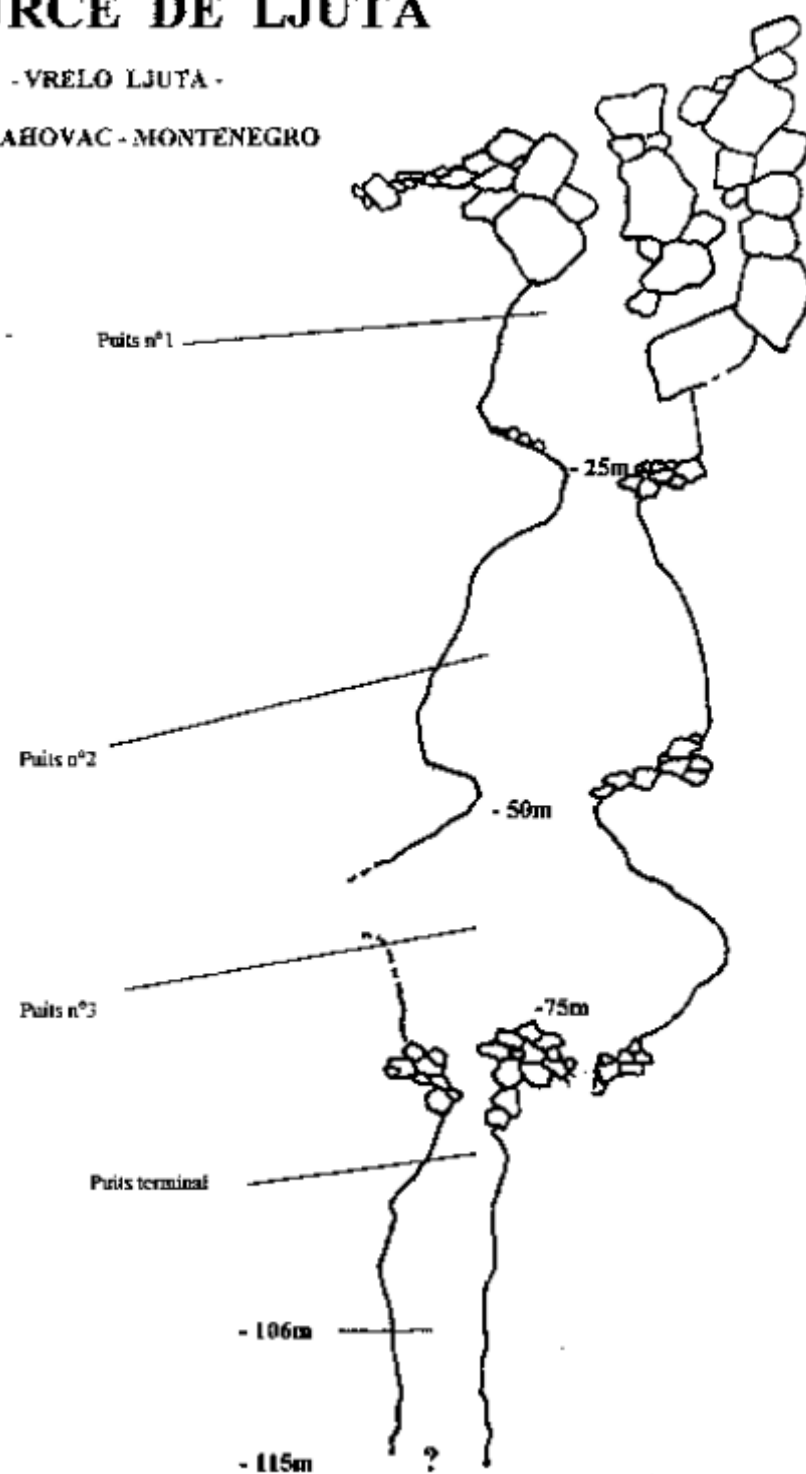 URCE DE LJUTA
- VRELO LJUTA -
AHOVAC - MONTENEGRO
Puits n°1
- 25m
Puits n°2
- 50m
Puits n°3
-75m
Puits terminal
- 106m
- 115m
?